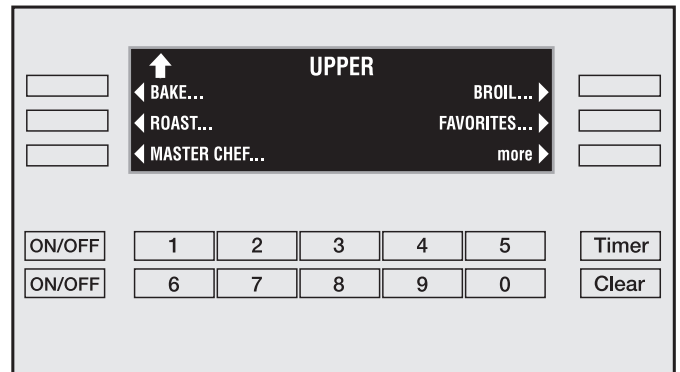 UPPER
BAKE... BROIL...
ROAST... FAVORITES...
MASTER CHEF... more
ON/OFF 1 2 3 4 5 Timer
ON/OFF 6 7 8 9 0 Clear